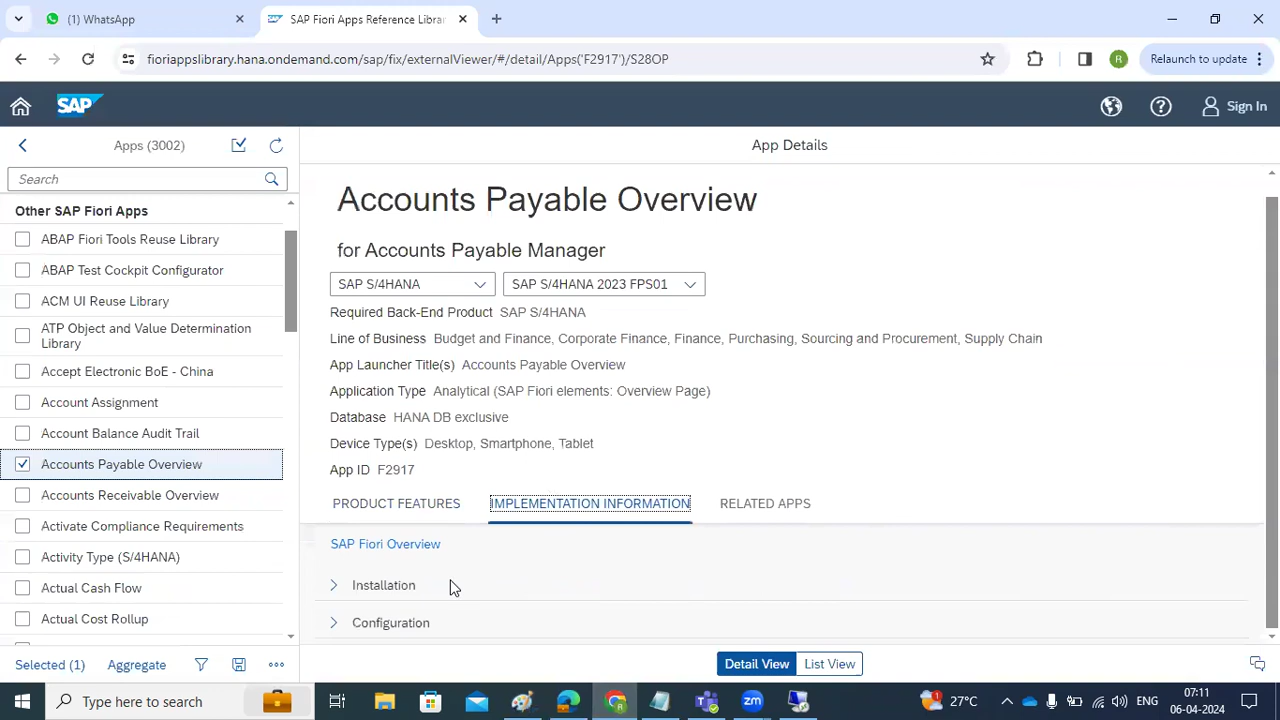 (1) WhatsApp
SAP Fiori Apps Reference Librar
fioriappslibrary.hana.ondemand.com/sap/fix/externalViewer/#/detail/Apps('F2917')/S28OP
R
Relaunch to update
SAP
Sign In
Apps (3002)
App Details
Search
Other SAP Fiori Apps
ABAP Fiori Tools Reuse Library
ABAP Test Cockpit Configurator
ACM UI Reuse Library
ATP Object and Value Determination
Library
Accept Electronic BoE - China
Account Assignment
Account Balance Audit Trail
Accounts Payable Overview
Accounts Receivable Overview
Activate Compliance Requirements
Activity Type (S/4HANA)
Actual Cash Flow
Actual Cost Rollup
Selected (1)
Aggregate
Accounts Payable Overview
for Accounts Payable Manager
SAP S/4HANA
SAP S/4HANA 2023 FPS01
Required Back-End Product SAP S/4HANA
Line of Business Budget and Finance, Corporate Finance, Finance, Purchasing, Sourcing and Procurement, Supply Chain
App Launcher Title(s) Accounts Payable Overview
Application Type Analytical (SAP Fiori elements: Overview Page)
Database HANA DB exclusive
Device Type(s) Desktop, Smartphone, Tablet
App ID F2917
PRODUCT FEATURES
IMPLEMENTATION INFORMATION
RELATED APPS
SAP Fiori Overview
Installation
Configuration
Detail View
List View
Type here to search
zm
27°C
ENG
07:11
06-04-2024